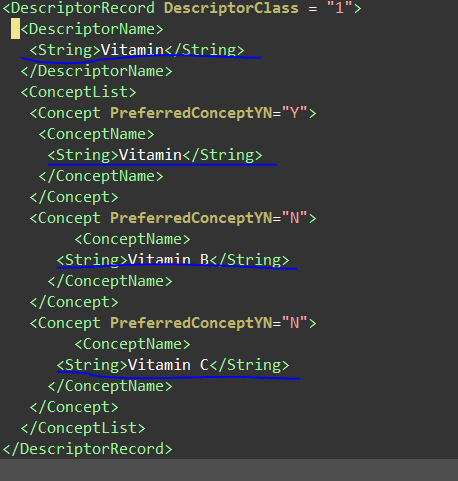 <DescriptorRecord DescriptorClass = "1">
<DescriptorName>
<String>Vitamin</String>
</DescriptorName>
<ConceptList>
<Concept PreferredConceptYN="Y">
<ConceptName>
<String>Vitamin</String>
</ConceptName>
</Concept>
<Concept PreferredConceptYN="N">
<ConceptName>
<String>Vitamin B</String>
</ConceptName>
</Concept>
<Concept PreferredConceptYN="N">
<ConceptName>
<String>Vitamin C</String>
</ConceptName>
</Concept>
</ConceptList>
</DescriptorRecord>